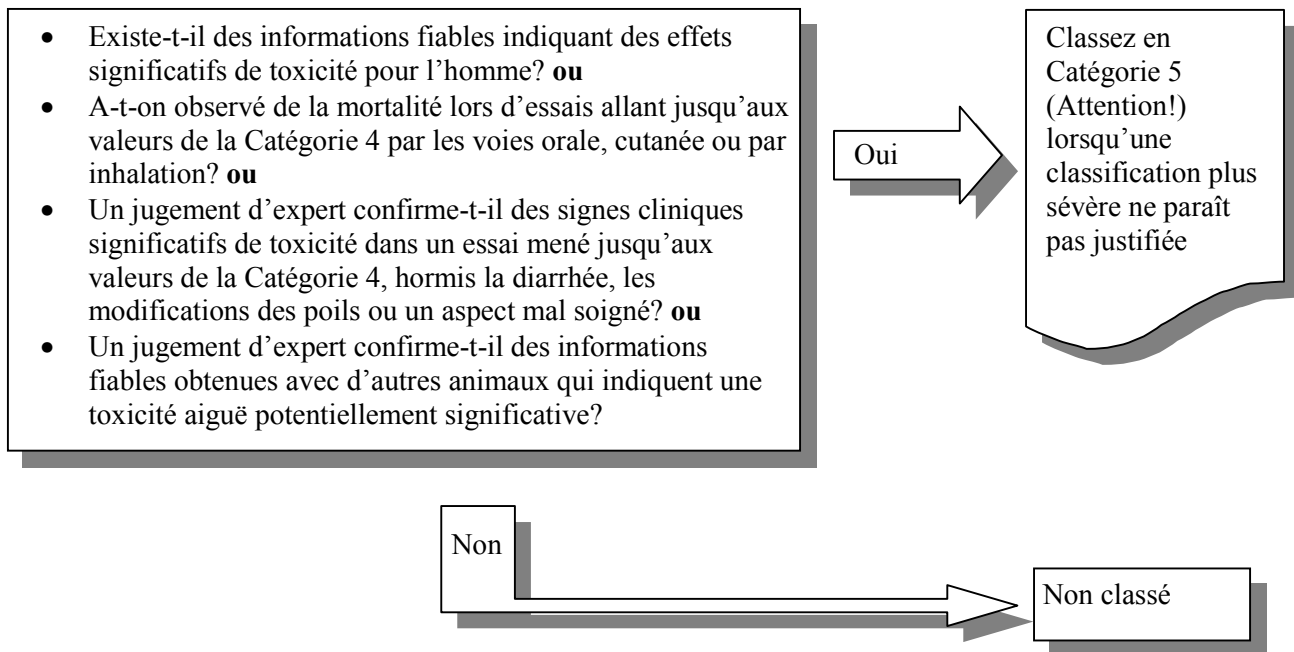 • Existe-t-il des informations fiables indiquant des effets
significatifs de toxicité pour l’homme? ou
• A-t-on observé de la mortalité lors d’essais allant jusqu’aux
valeurs de la Catégorie 4 par les voies orale, cutanée ou par
inhalation? ou
• Un jugement d’expert confirme-t-il des signes cliniques
significatifs de toxicité dans un essai mené jusqu’aux
valeurs de la Catégorie 4, hormis la diarrhée, les
modifications des poils ou un aspect mal soigné? ou
• Un jugement d’expert confirme-t-il des informations
fiables obtenues avec d’autres animaux qui indiquent une
toxicité aiguë potentiellement significative?
Oui
Classez en
Catégorie 5
(Attention!)
lorsqu’une
classification plus
sévère ne paraît
pas justifiée
Non
Non classé